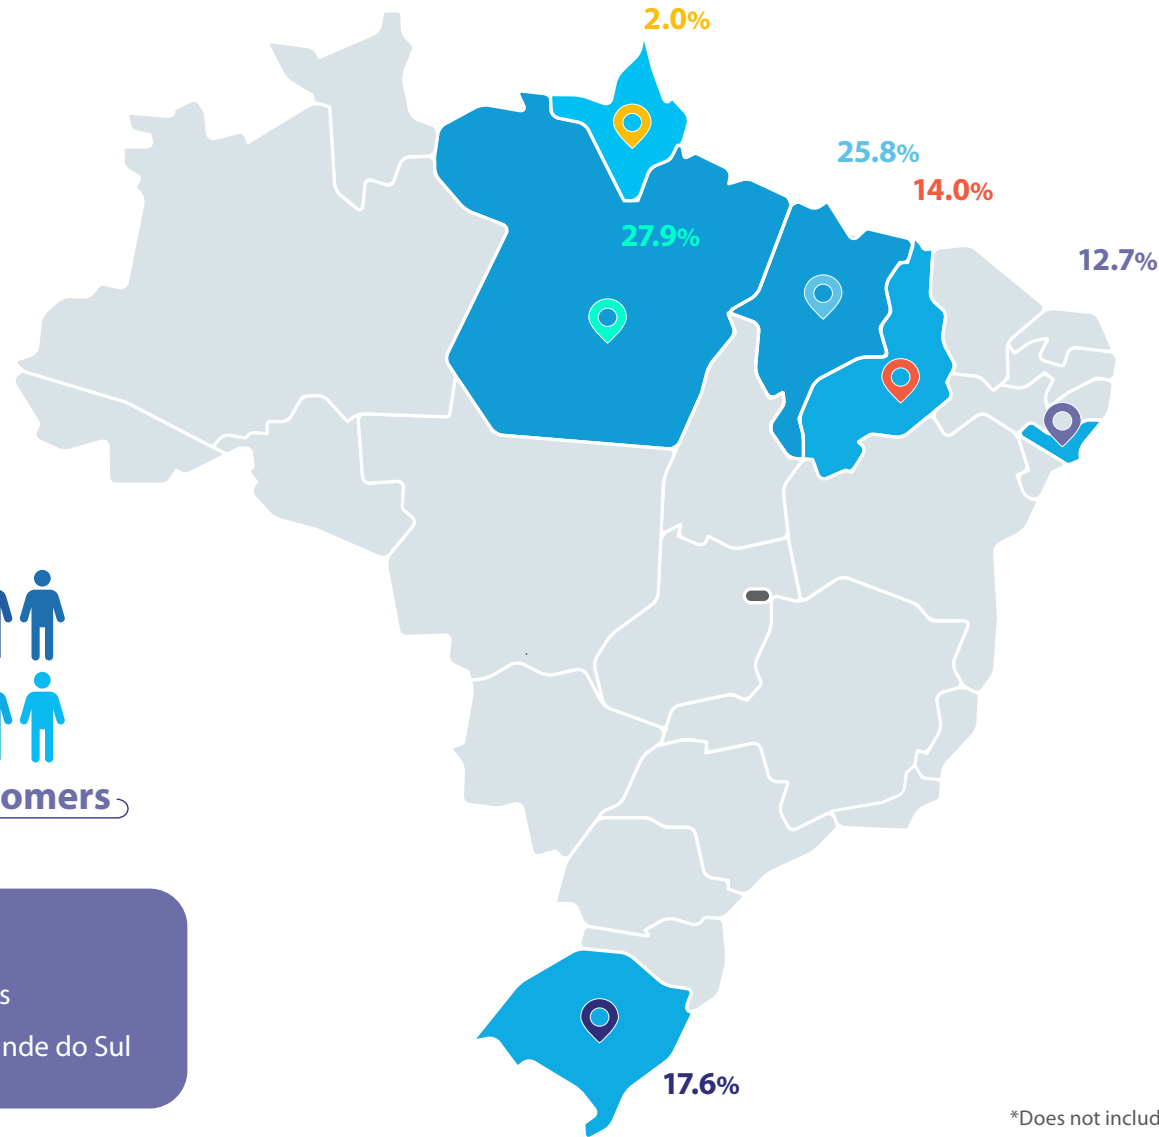 2.0%
25.8%
14.0%
27.9%
12.7%
omers
s
nde do Sul
17.6%
*Does not includ